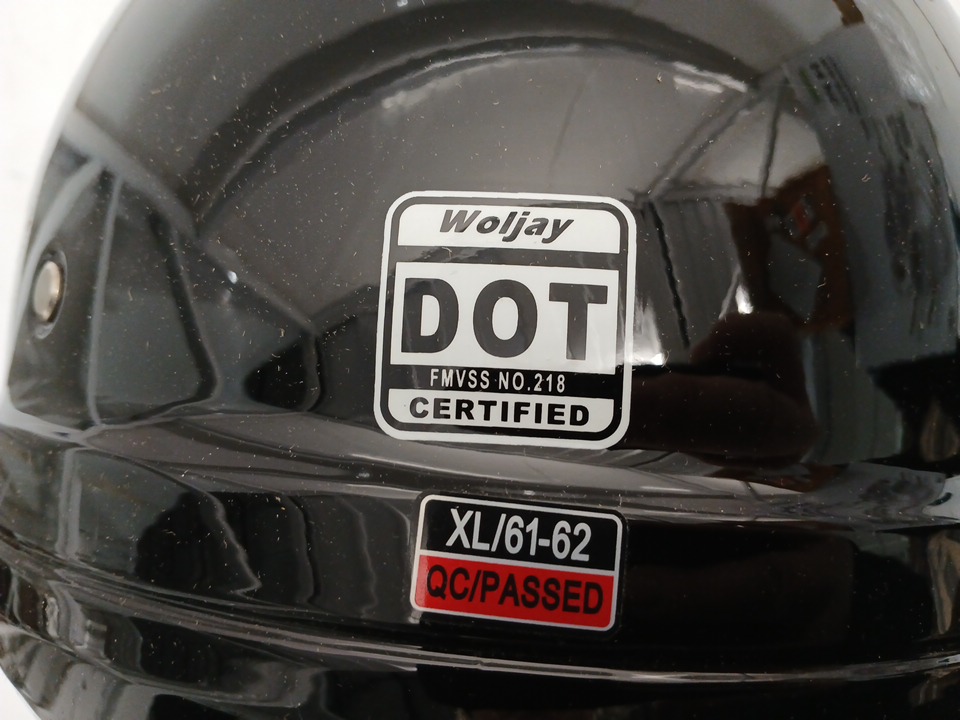 Woljay
DOT
FMVSS NO.218
CERTIFIED
XL/61-62
QC/PASSED